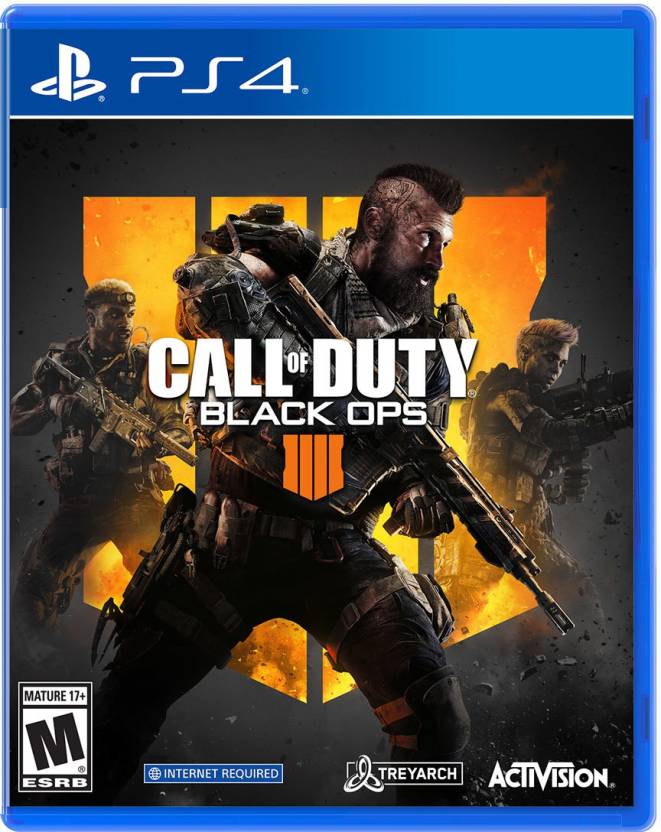 PS4
CALL OF DUTY
BLACK OPS
IIII
MATURE 17+
M
ESRB
INTERNET REQUIRED
TREYARCH
ACTIVISION